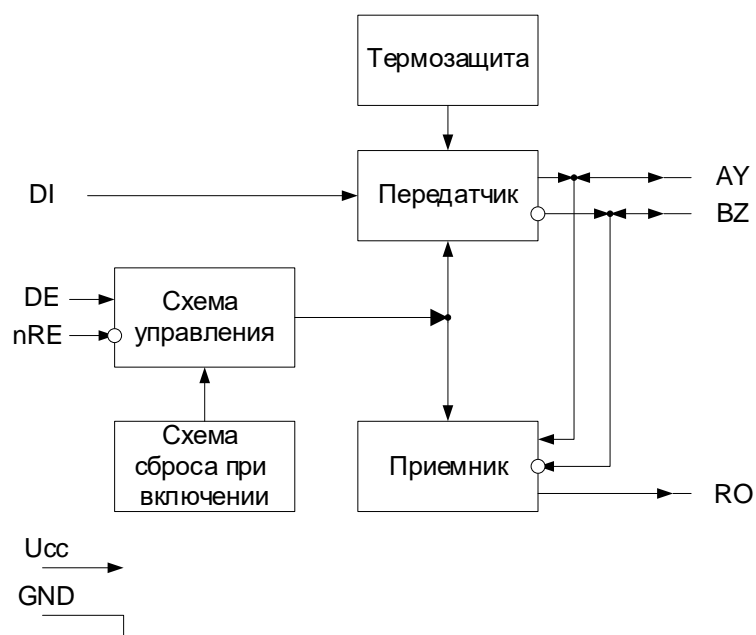 Термозащита
Передатчик
AY
BZ
DI
DE
nRE
Схема
управления
Схема
сброса при
включении
Приемник
RO
Ucc
GND